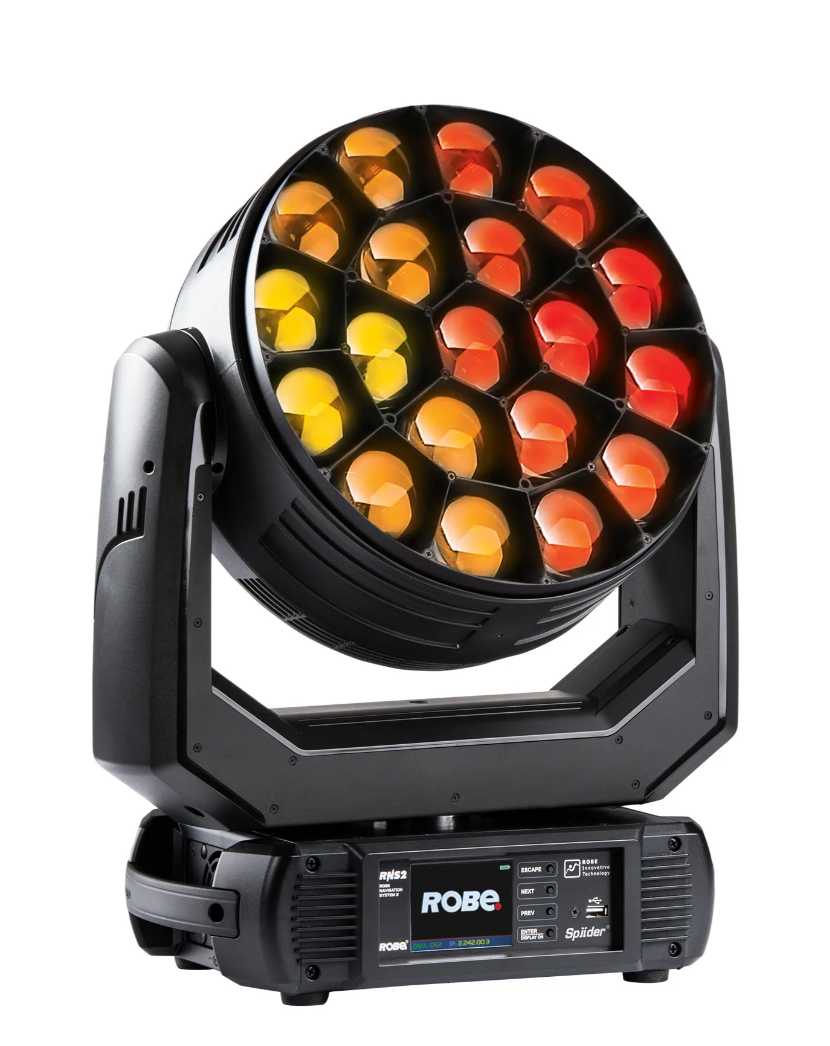 RNS2
ROBE
NAVIGATION
SYSTEM 2
ROBE.
ROBE®
DMX: 052 IP: 2.242.00.3
ESCAPE
NEXT
PREV
ENTER
DISPLAY ON
ROBE
Innovative
Technology
Spiider®